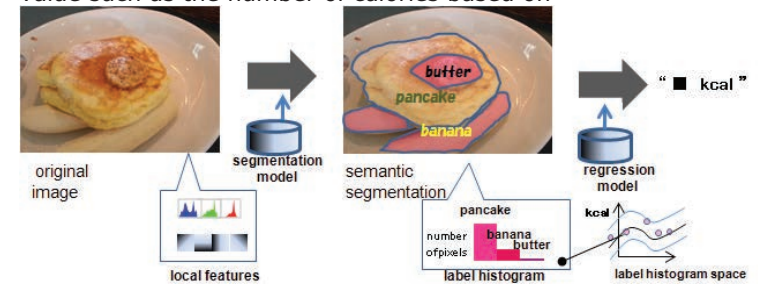 value such as the number of calories based on
butter
pancake
banana
" ■ kcal "
original
image
segmentation
model
semantic
segmentation
regression
model
pancake
banana
butter
number
ofpixels
kcal
local features
label histogram
label histogram space